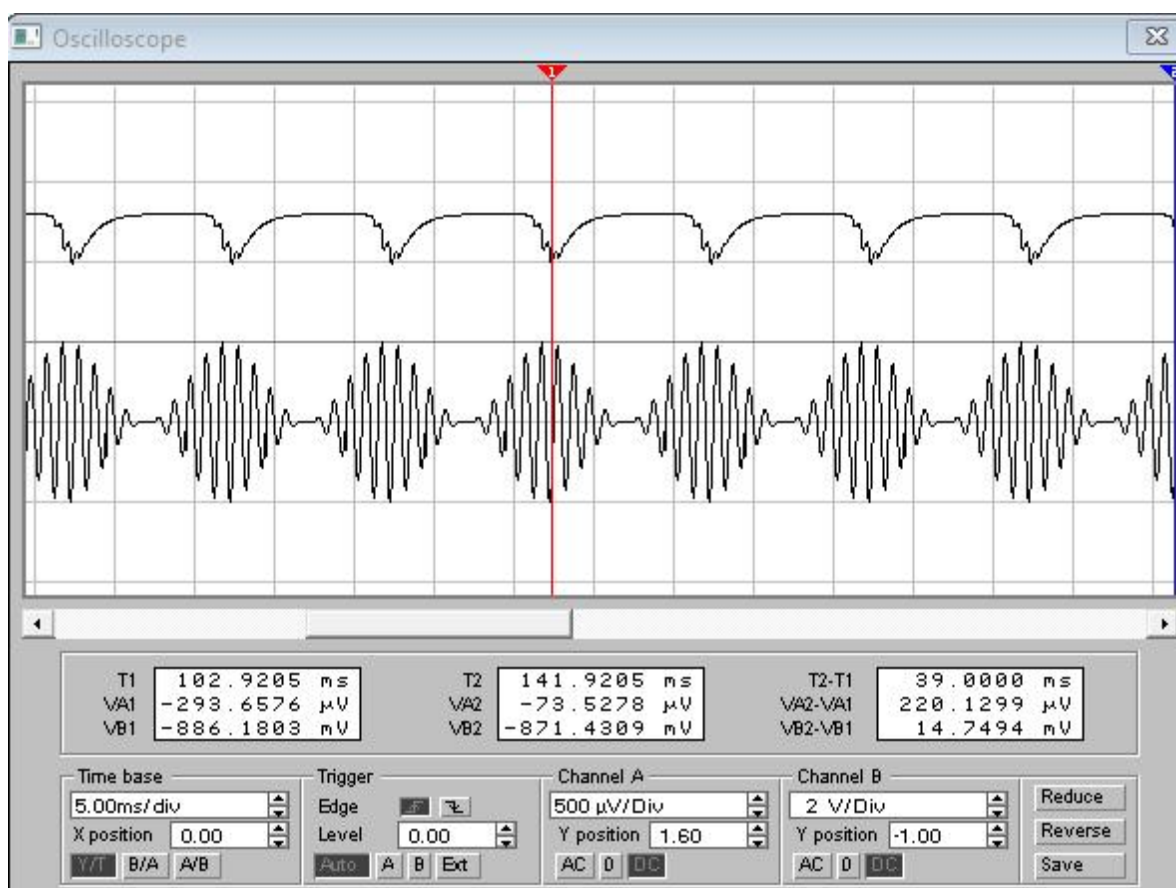 Oscilloscope
1
T1 102.9205 ms
VA1 -293.6576 μV
VB1 -886.1803 mV
T2 141.9205 ms
VA2 -73.5278 μV
VB2 -871.4309 mV
T2-T1 39.0000 ms
VA2-VA1 220.1299 μV
VB2-VB1 14.7494 mV
Time base
5.00ms/div
X position 0.00
Y/T B/A A/B
Trigger
Edge
Level 0.00
Auto A B Ext
Channel A
500 μV/Div
Y position 1.60
AC 0 DC
Channel B
2 V/Div
Y position -1.00
AC 0 DC
Reduce
Reverse
Save